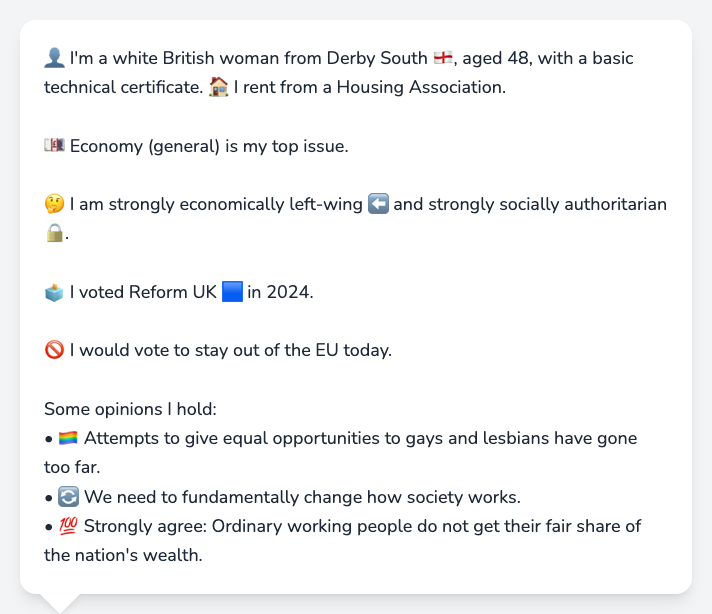 👤 I'm a white British woman from Derby South 🏴󠁧󠁢󠁥󠁮󠁧󠁿, aged 48, with a basic
technical certificate. 🏠 I rent from a Housing Association.
💷 Economy (general) is my top issue.
🤔 I am strongly economically left-wing ⬅️ and strongly socially authoritarian
🔒.
🗳️ I voted Reform UK 🟦 in 2024.
🚫 I would vote to stay out of the EU today.
Some opinions I hold:
• 🏳️‍🌈 Attempts to give equal opportunities to gays and lesbians have gone
too far.
• 🔄 We need to fundamentally change how society works.
• 💯 Strongly agree: Ordinary working people do not get their fair share of
the nation's wealth.